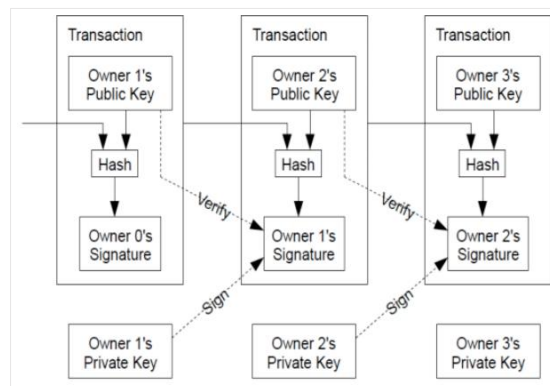 Transaction
Owner 1's
Public Key
Hash
Owner 0's
Signature
Transaction
Owner 2's
Public Key
Hash
Verify
Owner 1's
Signature
Sign
Transaction
Owner 3's
Public Key
Hash
Verify
Owner 2's
Signature
Sign
Owner 1's
Private Key
Owner 2's
Private Key
Owner 3's
Private Key